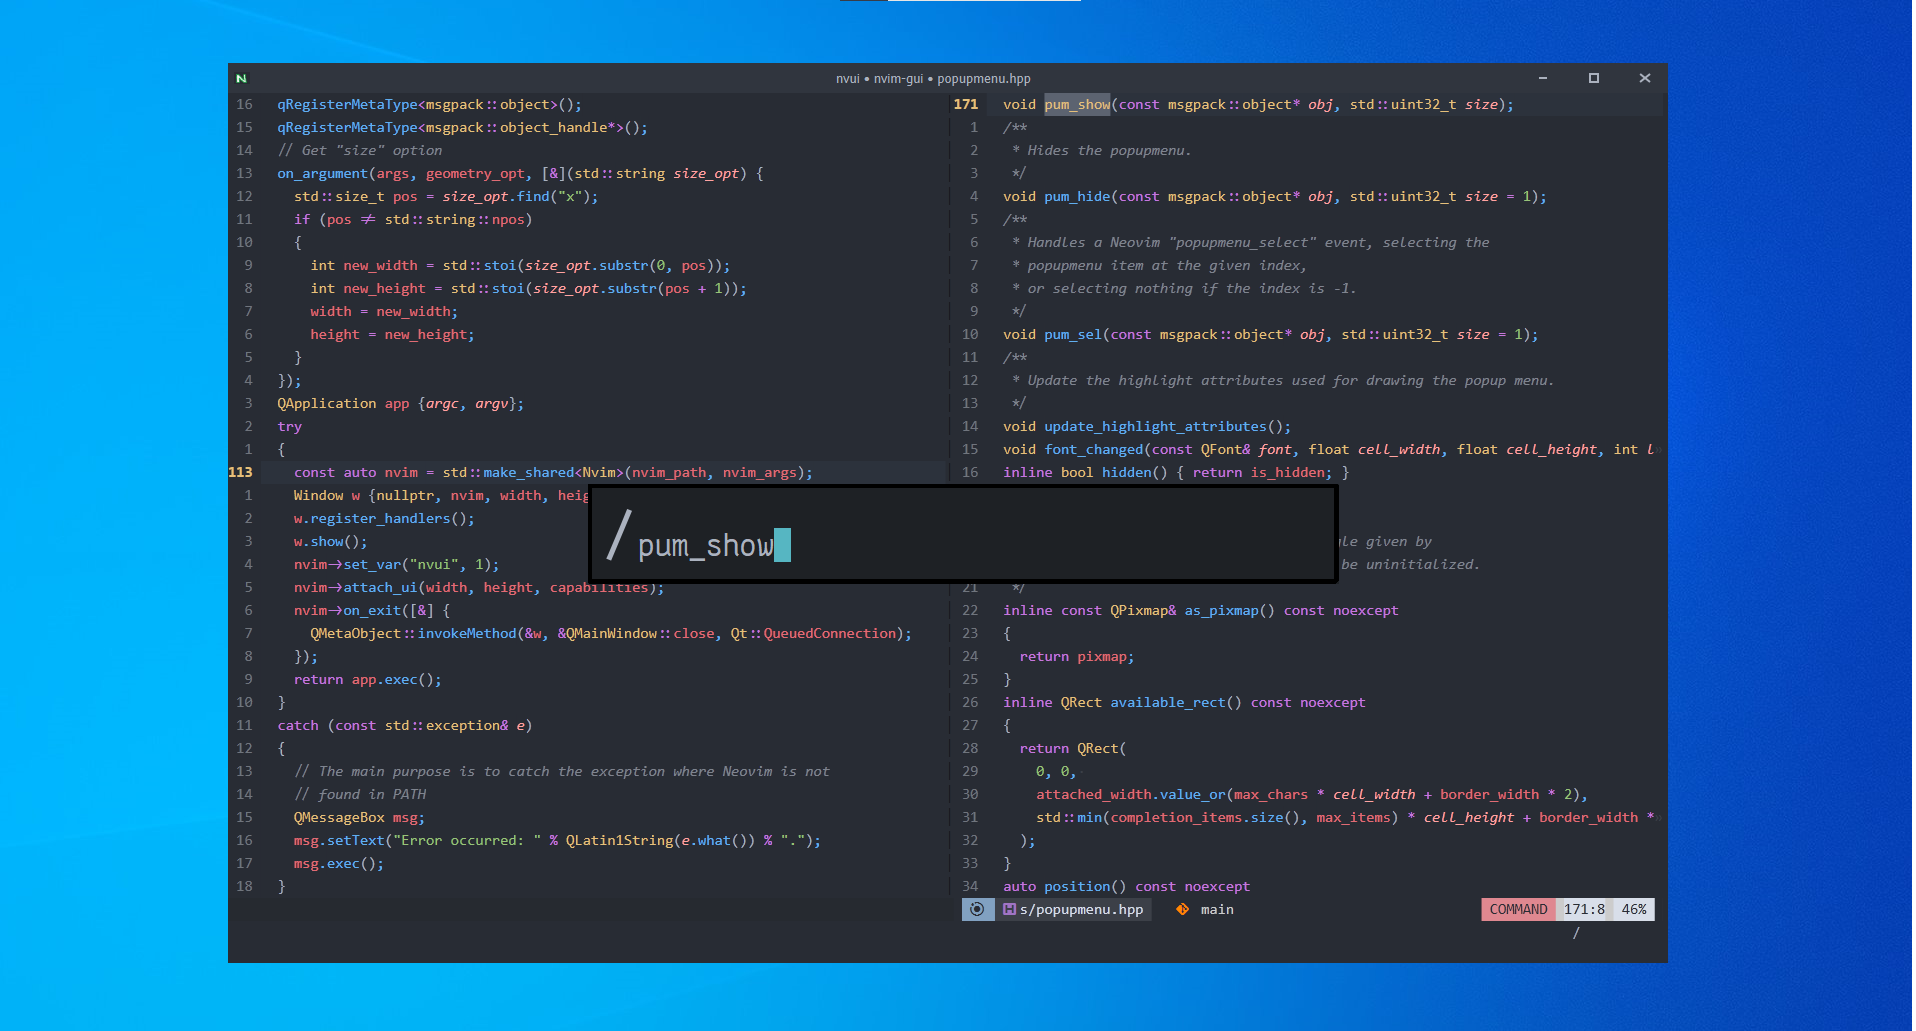 nvui • nvim-gui • popupmenu.hpp
16 qRegisterMetaType<msgpack::object>();
15 qRegisterMetaType<msgpack::object_handle*>();
14 // Get "size" option
13 on_argument(args, geometry_opt, [&](std::string size_opt) {
12 std::size_t pos = size_opt.find("x");
11 if (pos ≠ std::string::npos)
10 {
9 int new_width = std::stoi(size_opt.substr(0, pos));
8 int new_height = std::stoi(size_opt.substr(pos + 1));
7 width = new_width;
6 height = new_height;
5 }
4 });
3 QApplication app {argc, argv};
2 try
1 {
113 const auto nvim = std::make_shared<Nvim>(nvim_path, nvim_args);
1 Window w {nullptr, nvim, width,
2 w.register_handlers();
3 w.show();
4 nvim→set_var("nvui", 1);
5 nvim→attach_ui(width, height, capabilities);
6 nvim→on_exit([&] {
7 QMetaObject::invokeMethod(&w, &QMainWindow::close, Qt::QueuedConnection);
8 });
9 return app.exec();
10 }
11 catch (const std::exception& e)
12 {
13 // The main purpose is to catch the exception where Neovim is not
14 // found in PATH
15 QMessageBox msg;
16 msg.setText("Error occurred: " % QLatin1String(e.what()) % ".");
17 msg.exec();
18 }
171 void pum_show(const msgpack::object* obj, std::uint32_t size);
1 /**
2 * Hides the popupmenu.
3 */
4 void pum_hide(const msgpack::object* obj, std::uint32_t size = 1);
5 /**
6 * Handles a Neovim "popupmenu_select" event, selecting the
7 * popupmenu item at the given index,
8 * or selecting nothing if the index is -1.
9 */
10 void pum_sel(const msgpack::object* obj, std::uint32_t size = 1);
11 /**
12 * Update the highlight attributes used for drawing the popup menu.
13 */
14 void update_highlight_attributes();
15 void font_changed(const QFont& font, float cell_width, float cell_height, int l»
16 inline bool hidden() { return is_hidden; }
given by
be uninitialized.
21 */
22 inline const QPixmap& as_pixmap() const noexcept
23 {
24 return pixmap;
25 }
26 inline QRect available_rect() const noexcept
27 {
28 return QRect(
29 0, 0,
30 attached_width.value_or(max_chars * cell_width + border_width * 2),
31 std::min(completion_items.size(), max_items) * cell_height + border_width *»
32 );
33 }
34 auto position() const noexcept
/pum_show
s/popupmenu.hpp main COMMAND 171:8 46%
/